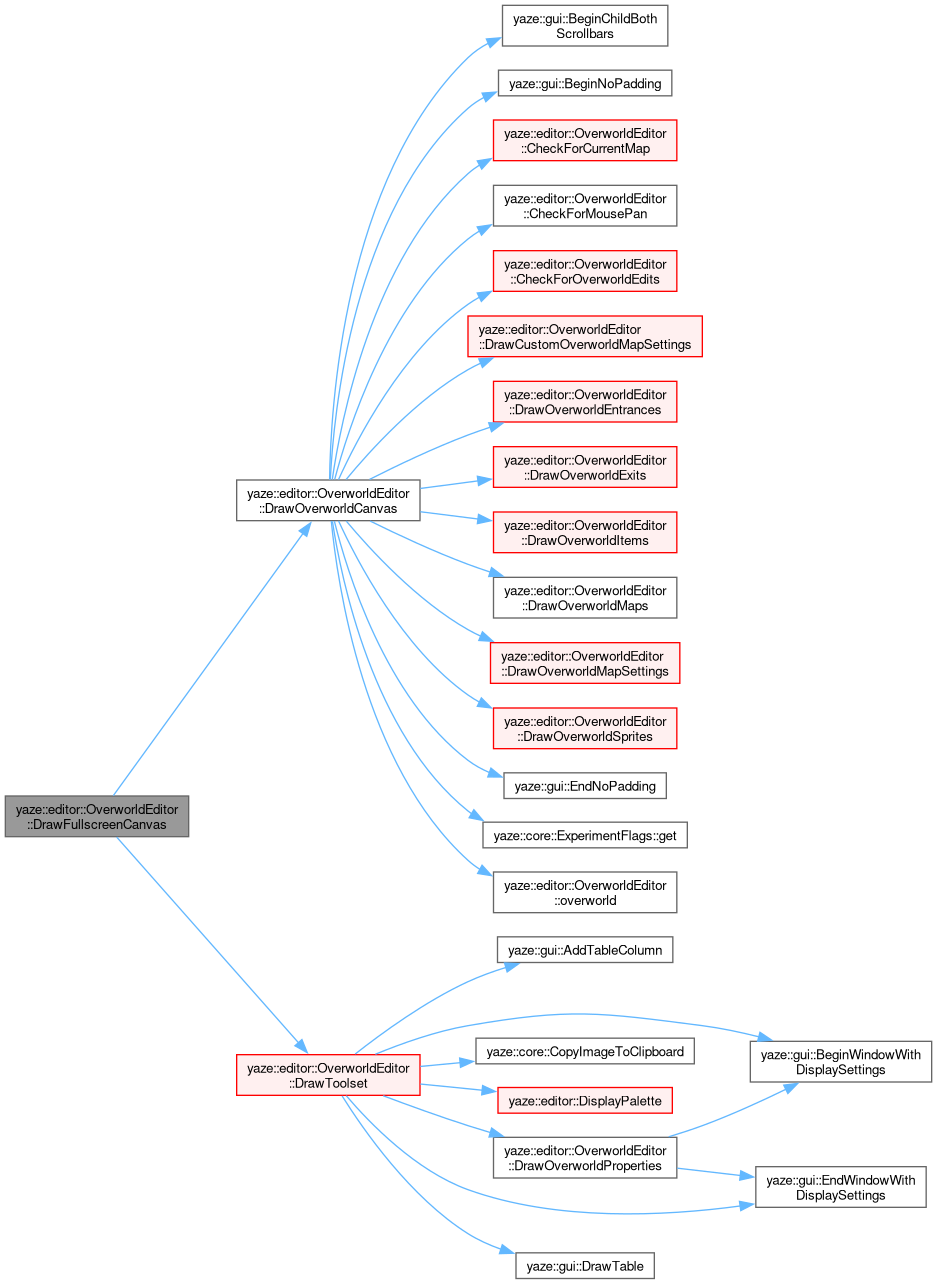 yaze::gui::BeginChildBoth
Scrollbars
yaze::gui::BeginNoPadding
yaze::editor::OverworldEditor
::CheckForCurrentMap
yaze::editor::OverworldEditor
::CheckForMousePan
yaze::editor::OverworldEditor
::CheckForOverworldEdits
yaze::editor::OverworldEditor
::DrawCustomOverworldMapSettings
yaze::editor::OverworldEditor
::DrawOverworldEntrances
yaze::editor::OverworldEditor
::DrawOverworldExits
yaze::editor::OverworldEditor
::DrawOverworldCanvas
yaze::editor::OverworldEditor
::DrawOverworldItems
yaze::editor::OverworldEditor
::DrawOverworldMaps
yaze::editor::OverworldEditor
::DrawOverworldMapSettings
yaze::editor::OverworldEditor
::DrawOverworldSprites
yaze::gui::EndNoPadding
yaze::editor::OverworldEditor
::DrawFullscreenCanvas
yaze::core::ExperimentFlags::get
yaze::editor::OverworldEditor
::overworld
yaze::gui::AddTableColumn
yaze::core::CopyImageToClipboard
yaze::gui::BeginWindowWith
DisplaySettings
yaze::editor::OverworldEditor
::DrawToolset
yaze::editor::DisplayPalette
yaze::editor::OverworldEditor
::DrawOverworldProperties
yaze::gui::EndWindowWith
DisplaySettings
yaze::gui::DrawTable